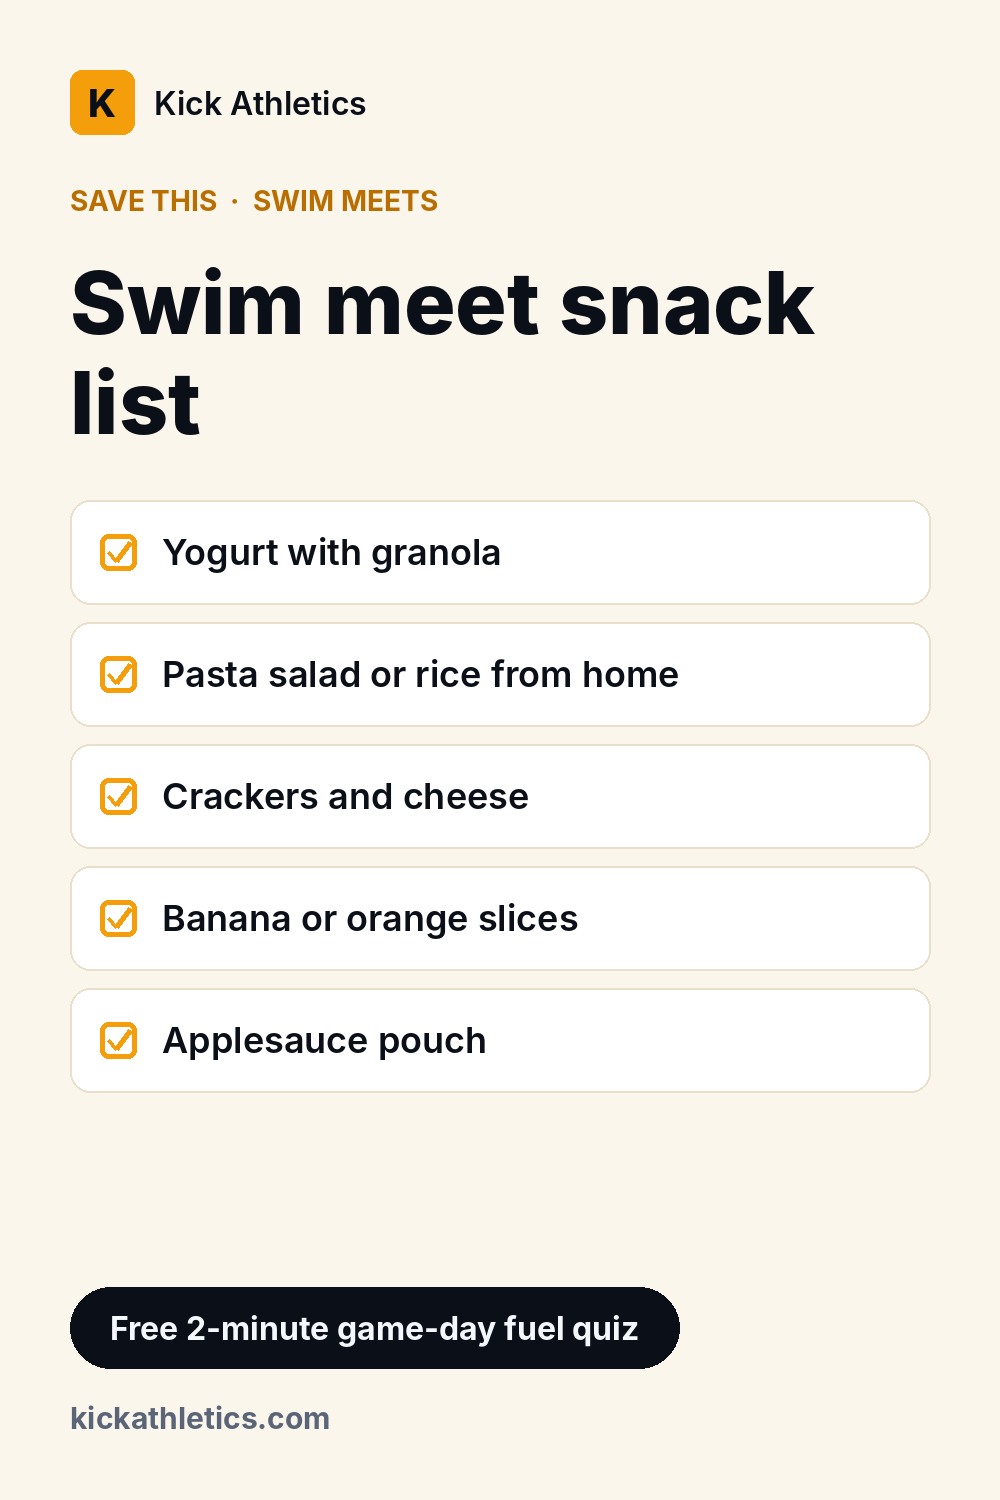 K
Kick Athletics
SAVE THIS · SWIM MEETS
Swim meet snack
list
Yogurt with granola
Pasta salad or rice from home
Crackers and cheese
Banana or orange slices
Applesauce pouch
Free 2-minute game-day fuel quiz
kickathletics.com